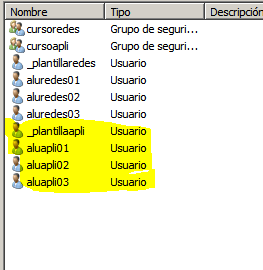 Nombre Tipo Descripción
cursoredes Grupo de seguri...
cursoapli Grupo de seguri...
_plantillaredes Usuario
aluredes01 Usuario
aluredes02 Usuario
aluredes03 Usuario
_plantillaapli Usuario
aluapli01 Usuario
aluapli02 Usuario
aluapli03 Usuario